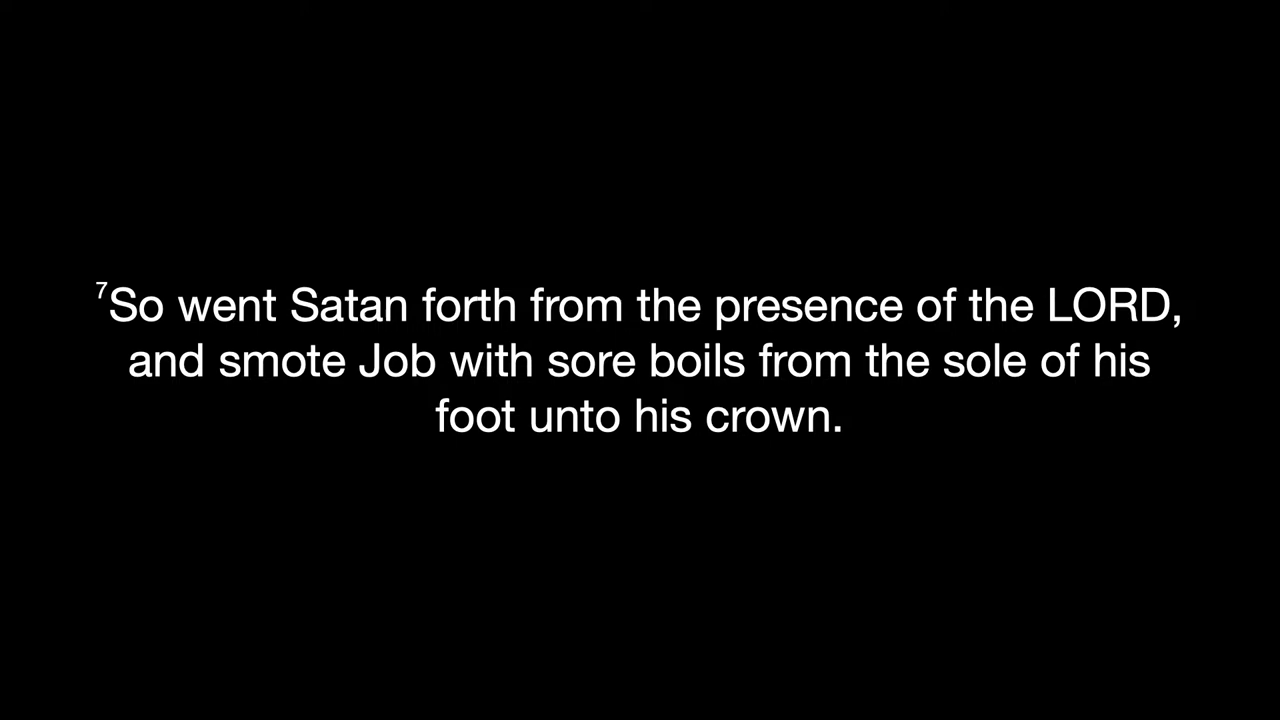 ⁷So went Satan forth from the presence of the LORD,
and smote Job with sore boils from the sole of his
foot unto his crown.